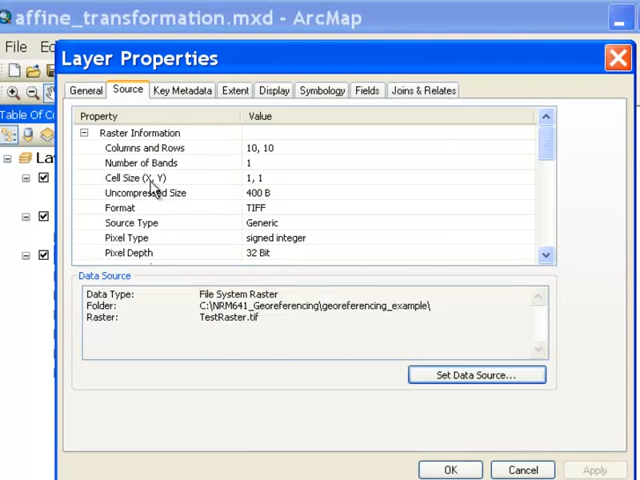 affine_transformation.mxd - ArcMap
File
Layer Properties
General Source Key Metadata Extent Display Symbology Fields Joins & Relates
Table Of Co
Property Value
Raster Information
Columns and Rows 10, 10
Number of Bands 1
Cell Size (X, Y) 1, 1
Uncompressed Size 400 B
Format TIFF
Source Type Generic
Pixel Type signed integer
Pixel Depth 32 Bit
Data Source
Data Type: File System Raster
Folder: C:\NRM641_Georeferencing\georeferencing_example\
Raster: TestRaster.tif
Set Data Source...
OK Cancel Apply